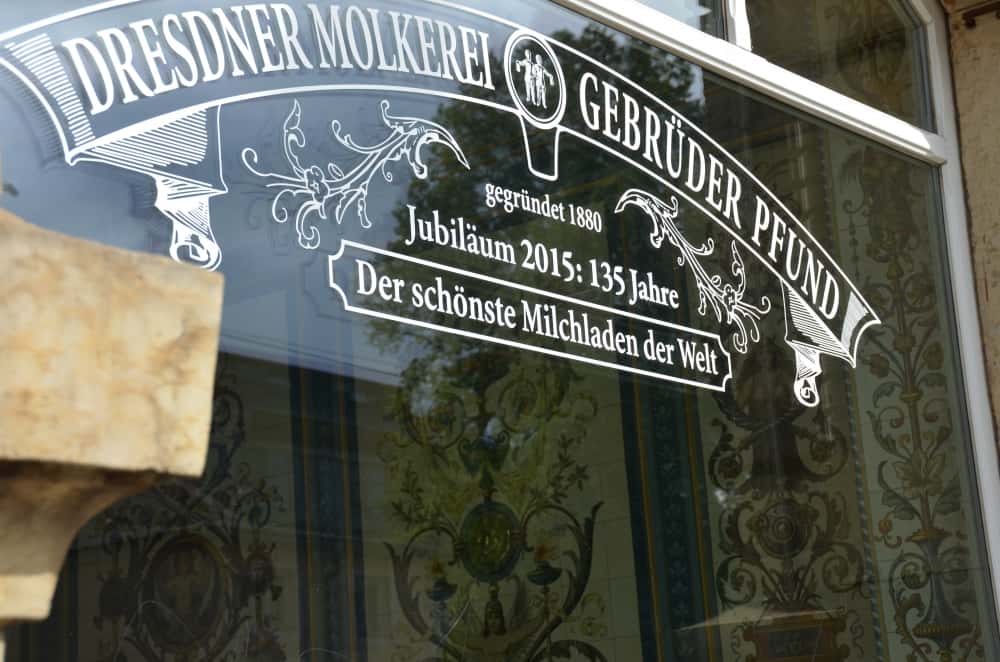 DRESDNER MOLKEREI GEBRÜDER PFUND
gegründet 1880
Jubiläum 2015: 135 Jahre
Der schönste Milchladen der Welt